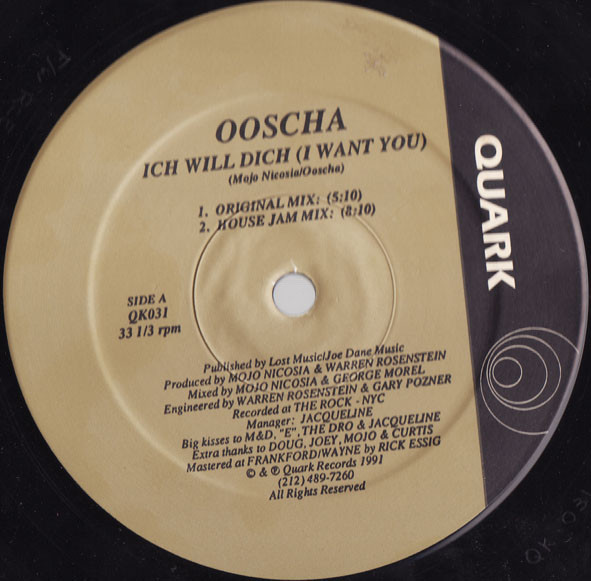 OOSCHA
ICH WILL DICH (I WANT YOU)
(Mojo Nicosia/Ooscha)
1. ORIGINAL MIX: (5:10)
2. HOUSE JAM MIX: (8:10)
QUARK
SIDE A
QK031
33 1/3 rpm
Published by Lost Music/Joe Dane Music
Produced by MOJO NICOSIA & WARREN ROSENSTEIN
Mixed by MOJO NICOSIA & GEORGE MOREL
Engineered by WARREN ROSENSTEIN & GARY POZNER
Recorded at THE ROCK - NYC
Manager: JACQUELINE
Big kisses to M&D, "E", THE DRO & JACQUELINE
Extra thanks to DOUG, JOEY, MOJO & CURTIS
Mastered at FRANKFORD/WAYNE by RICK ESSIG
© & ℗ Quark Records 1991
(212) 489-7260
All Rights Reserved